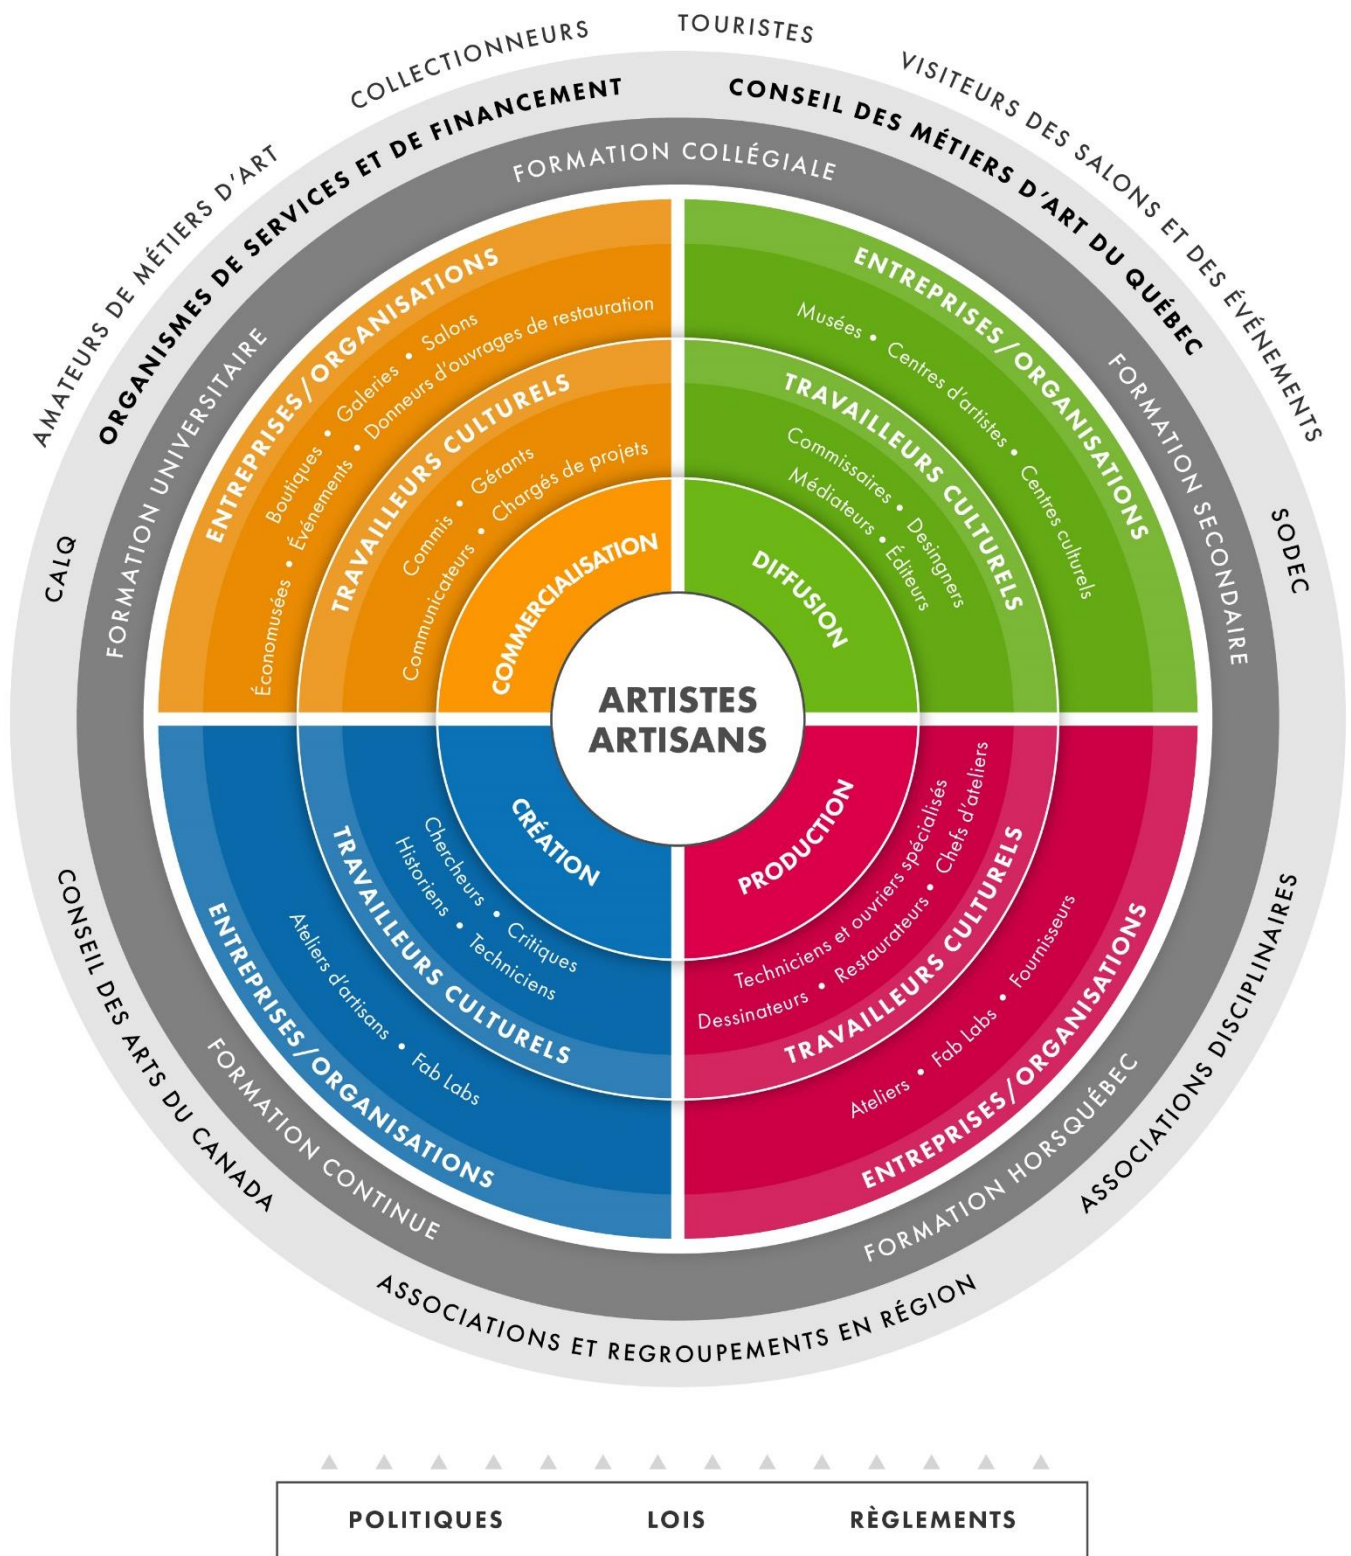 AMATEURS DE MÉTIERS D'ART
COLLECTIONNEURS
TOURISTES
VISITEURS DES SALONS ET DES ÉVÉNEMENTS
ORGANISMES DE SERVICES ET DE FINANCEMENT
CONSEIL DES MÉTIERS D'ART DU QUÉBEC
CALQ
SODEC
CONSEIL DES ARTS DU CANADA
ASSOCIATIONS ET REGROUPEMENTS EN RÉGION
ASSOCIATIONS DISCIPLINAIRES
FORMATION UNIVERSITAIRE
FORMATION COLLÉGIALE
FORMATION SECONDAIRE
FORMATION CONTINUE
FORMATION HORSQUÉBEC
ENTREPRISES/ORGANISATIONS
Boutiques • Galeries • Salons
Économusées • Événements • Donneurs d'ouvrages de restauration
TRAVAILLEURS CULTURELS
Commis • Gérants
Communicateurs • Chargés de projets
COMMERCIALISATION
ENTREPRISES/ORGANISATIONS
Musées • Centres d'artistes • Centres culturels
TRAVAILLEURS CULTURELS
Commissaires • Desingners
Médiateurs • Éditeurs
DIFFUSION
ARTISTES
ARTISANS
CRÉATION
Chercheurs • Critiques
Historiens • Techniciens
TRAVAILLEURS CULTURELS
Ateliers d'artisans • Fab Labs
ENTREPRISES/ORGANISATIONS
PRODUCTION
Techniciens et ouvriers spécialisés
Dessinateurs • Restaurateurs • Chefs d'ateliers
TRAVAILLEURS CULTURELS
Ateliers • Fab Labs • Fournisseurs
ENTREPRISES/ORGANISATIONS
POLITIQUES LOIS RÈGLEMENTS